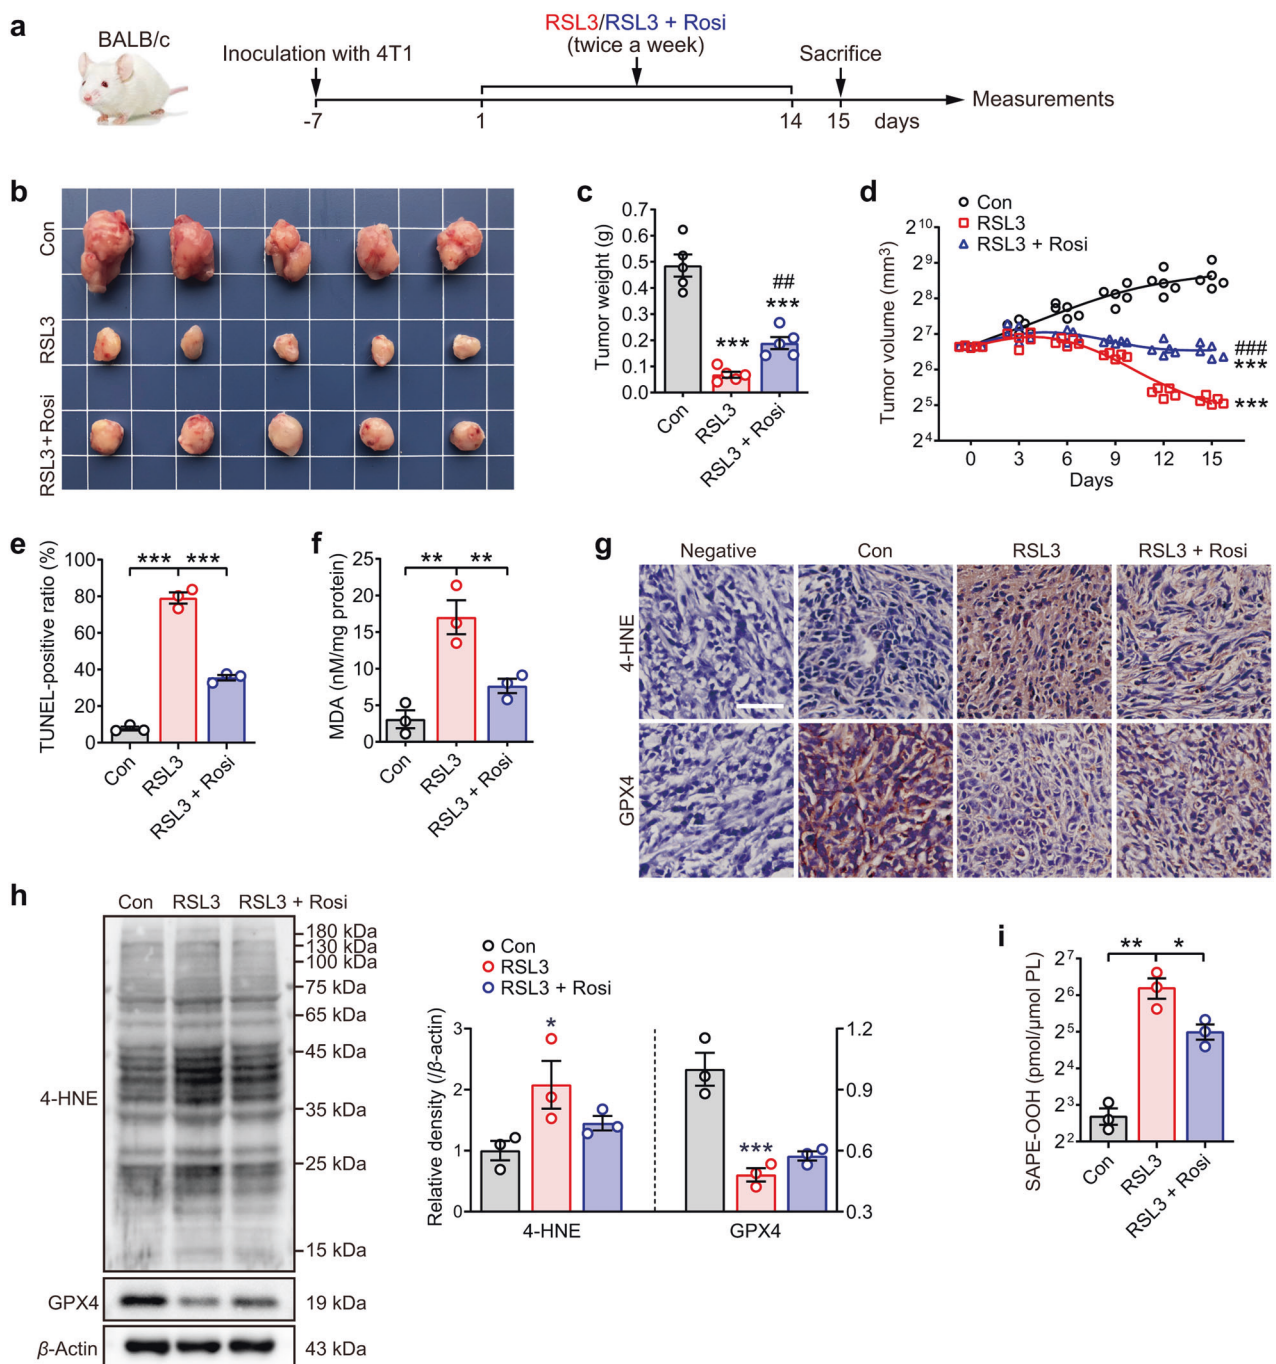 a
BALB/c
Inoculation with 4T1
RSL3/RSL3 + Rosi
(twice a week)
Sacrifice
Measurements
-7
1
14
15
days
b
Con
RSL3
RSL3+Rosi
c
Tumor weight (g)
0.7
0.6
0.5
0.4
0.3
0.2
0.1
0.0
***
##
***
Con
RSL3
RSL3 + Rosi
d
Con
RSL3
RSL3 + Rosi
Tumor volume (mm³)
2¹⁰
2⁸
2⁸
2⁷
2⁶
2⁵
2⁴
###
***
***
0 3 6 9 12 15
Days
e
TUNEL-positive ratio (%)
100
80
60
40
20
0
*** ***
Con
RSL3
RSL3 + Rosi
f
MDA (nM/mg protein)
25
20
15
10
5
0
** **
Con
RSL3
RSL3 + Rosi
g
Negative Con RSL3 RSL3 + Rosi
4-HNE
GPX4
h
Con RSL3 RSL3 + Rosi
180 kDa
130 kDa
100 kDa
75 kDa
65 kDa
45 kDa
35 kDa
25 kDa
15 kDa
4-HNE
GPX4
19 kDa
β-Actin
43 kDa
Con
RSL3
RSL3 + Rosi
Relative density (/β-actin)
3
2
1
0
*
***
1.2
0.9
0.6
0.3
4-HNE
GPX4
i
SAPE-OOH (pmol/μmol PL)
2⁷
2⁶
2⁵
2⁴
2³
2²
** *
Con
RSL3
RSL3 + Rosi